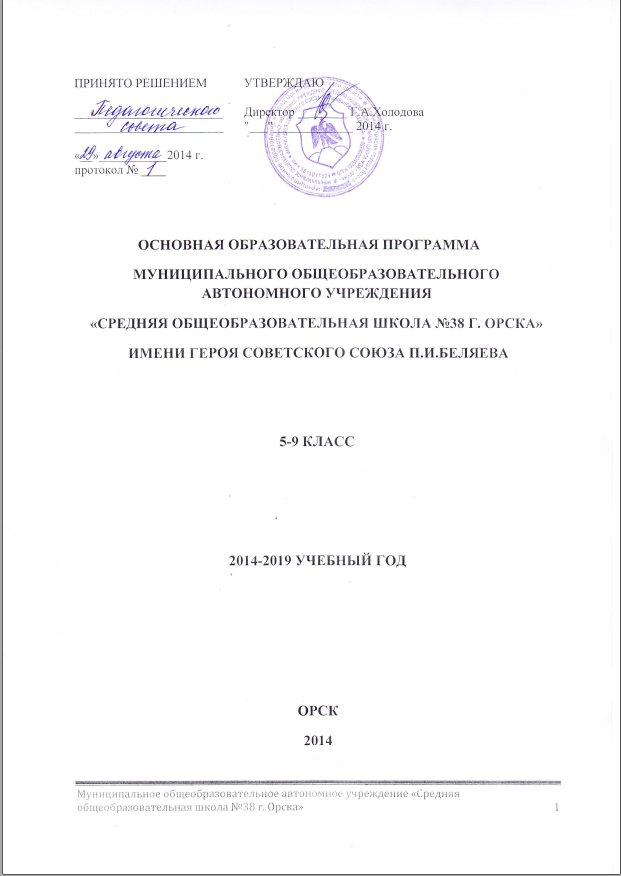 ПРИНЯТО РЕШЕНИЕМ
Педагогического
совета
«29» августа 2014 г.
протокол № 1
УТВЕРЖДАЮ
Директор Г.А.Холодова
"___" 2014 г.
ОСНОВНАЯ ОБРАЗОВАТЕЛЬНАЯ ПРОГРАММА
МУНИЦИПАЛЬНОГО ОБЩЕОБРАЗОВАТЕЛЬНОГО
АВТОНОМНОГО УЧРЕЖДЕНИЯ
«СРЕДНЯЯ ОБЩЕОБРАЗОВАТЕЛЬНАЯ ШКОЛА №38 Г. ОРСКА»
ИМЕНИ ГЕРОЯ СОВЕТСКОГО СОЮЗА П.И.БЕЛЯЕВА
5-9 КЛАСС
2014-2019 УЧЕБНЫЙ ГОД
ОРСК
2014
Муниципальное общеобразовательное автономное учреждение «Средняя
общеобразовательная школа №38 г. Орска» 1